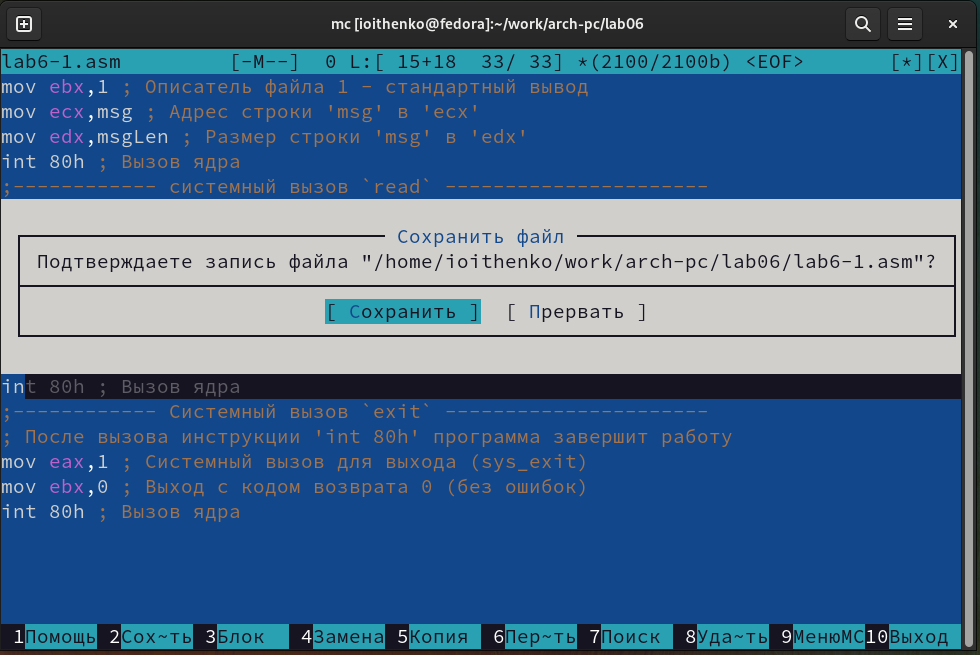 mc [ioithenko@fedora]:~/work/arch-pc/lab06
lab6-1.asm [-M--] 0 L:[ 15+18 33/ 33] *(2100/2100b) <EOF> [*][X]
mov ebx,1 ; Описатель файла 1 - стандартный вывод
mov ecx,msg ; Адрес строки 'msg' в 'ecx'
mov edx,msgLen ; Размер строки 'msg' в 'edx'
int 80h ; Вызов ядра
;------------ системный вызов `read` ----------------------
Сохранить файл
Подтверждаете запись файла "/home/ioithenko/work/arch-pc/lab06/lab6-1.asm"?
[ Сохранить ] [ Прервать ]
int 80h ; Вызов ядра
;------------ Системный вызов `exit` ----------------------
; После вызова инструкции 'int 80h' программа завершит работу
mov eax,1 ; Системный вызов для выхода (sys_exit)
mov ebx,0 ; Выход с кодом возврата 0 (без ошибок)
int 80h ; Вызов ядра
1Помощь 2Сох~ть 3Блок 4Замена 5Копия 6Пер~ть 7Поиск 8Уда~ть 9МенюМС10Выход